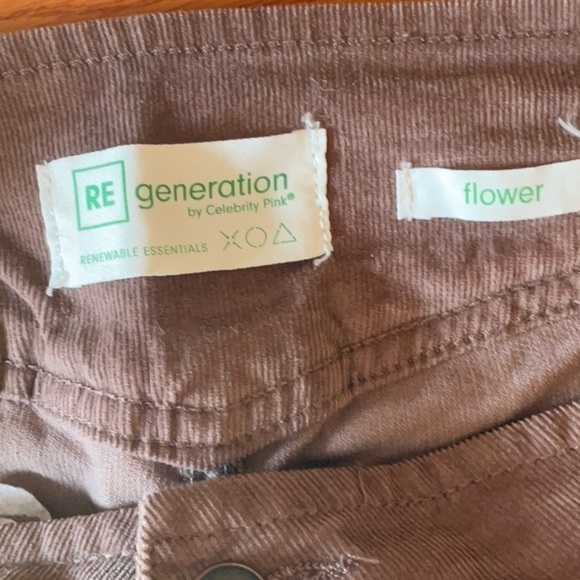 RE generation
by Celebrity Pink®
RENEWABLE ESSENTIALS
flower